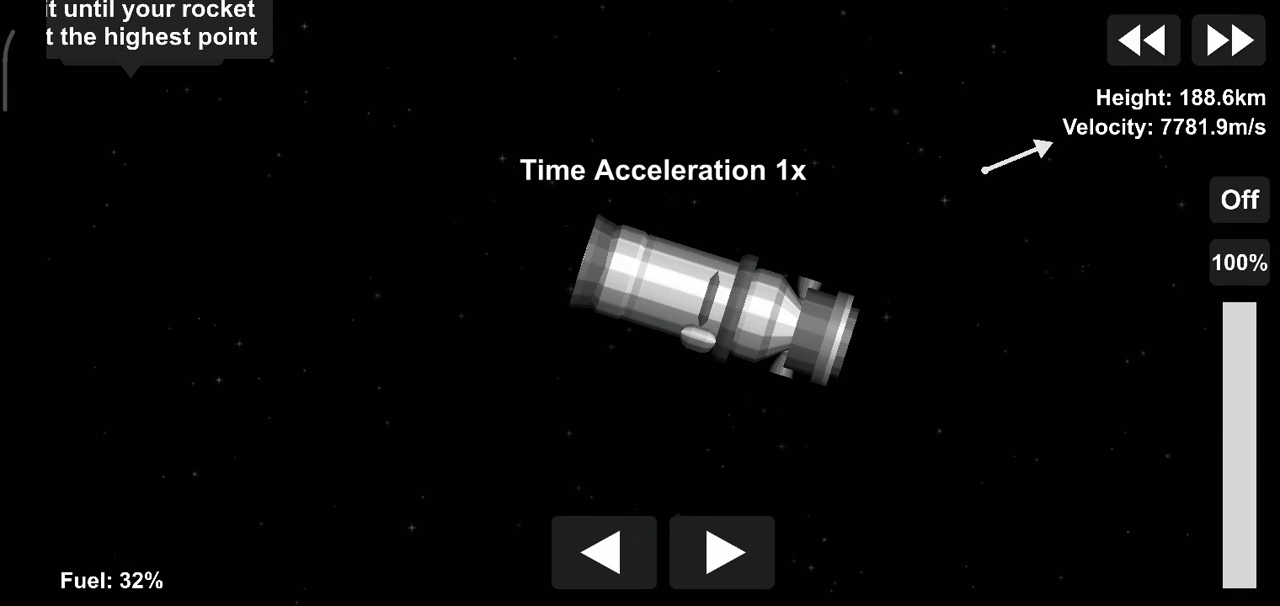 it until your rocket
t the highest point
Height: 188.6km
Velocity: 7781.9m/s
Time Acceleration 1x
Off
100%
Fuel: 32%